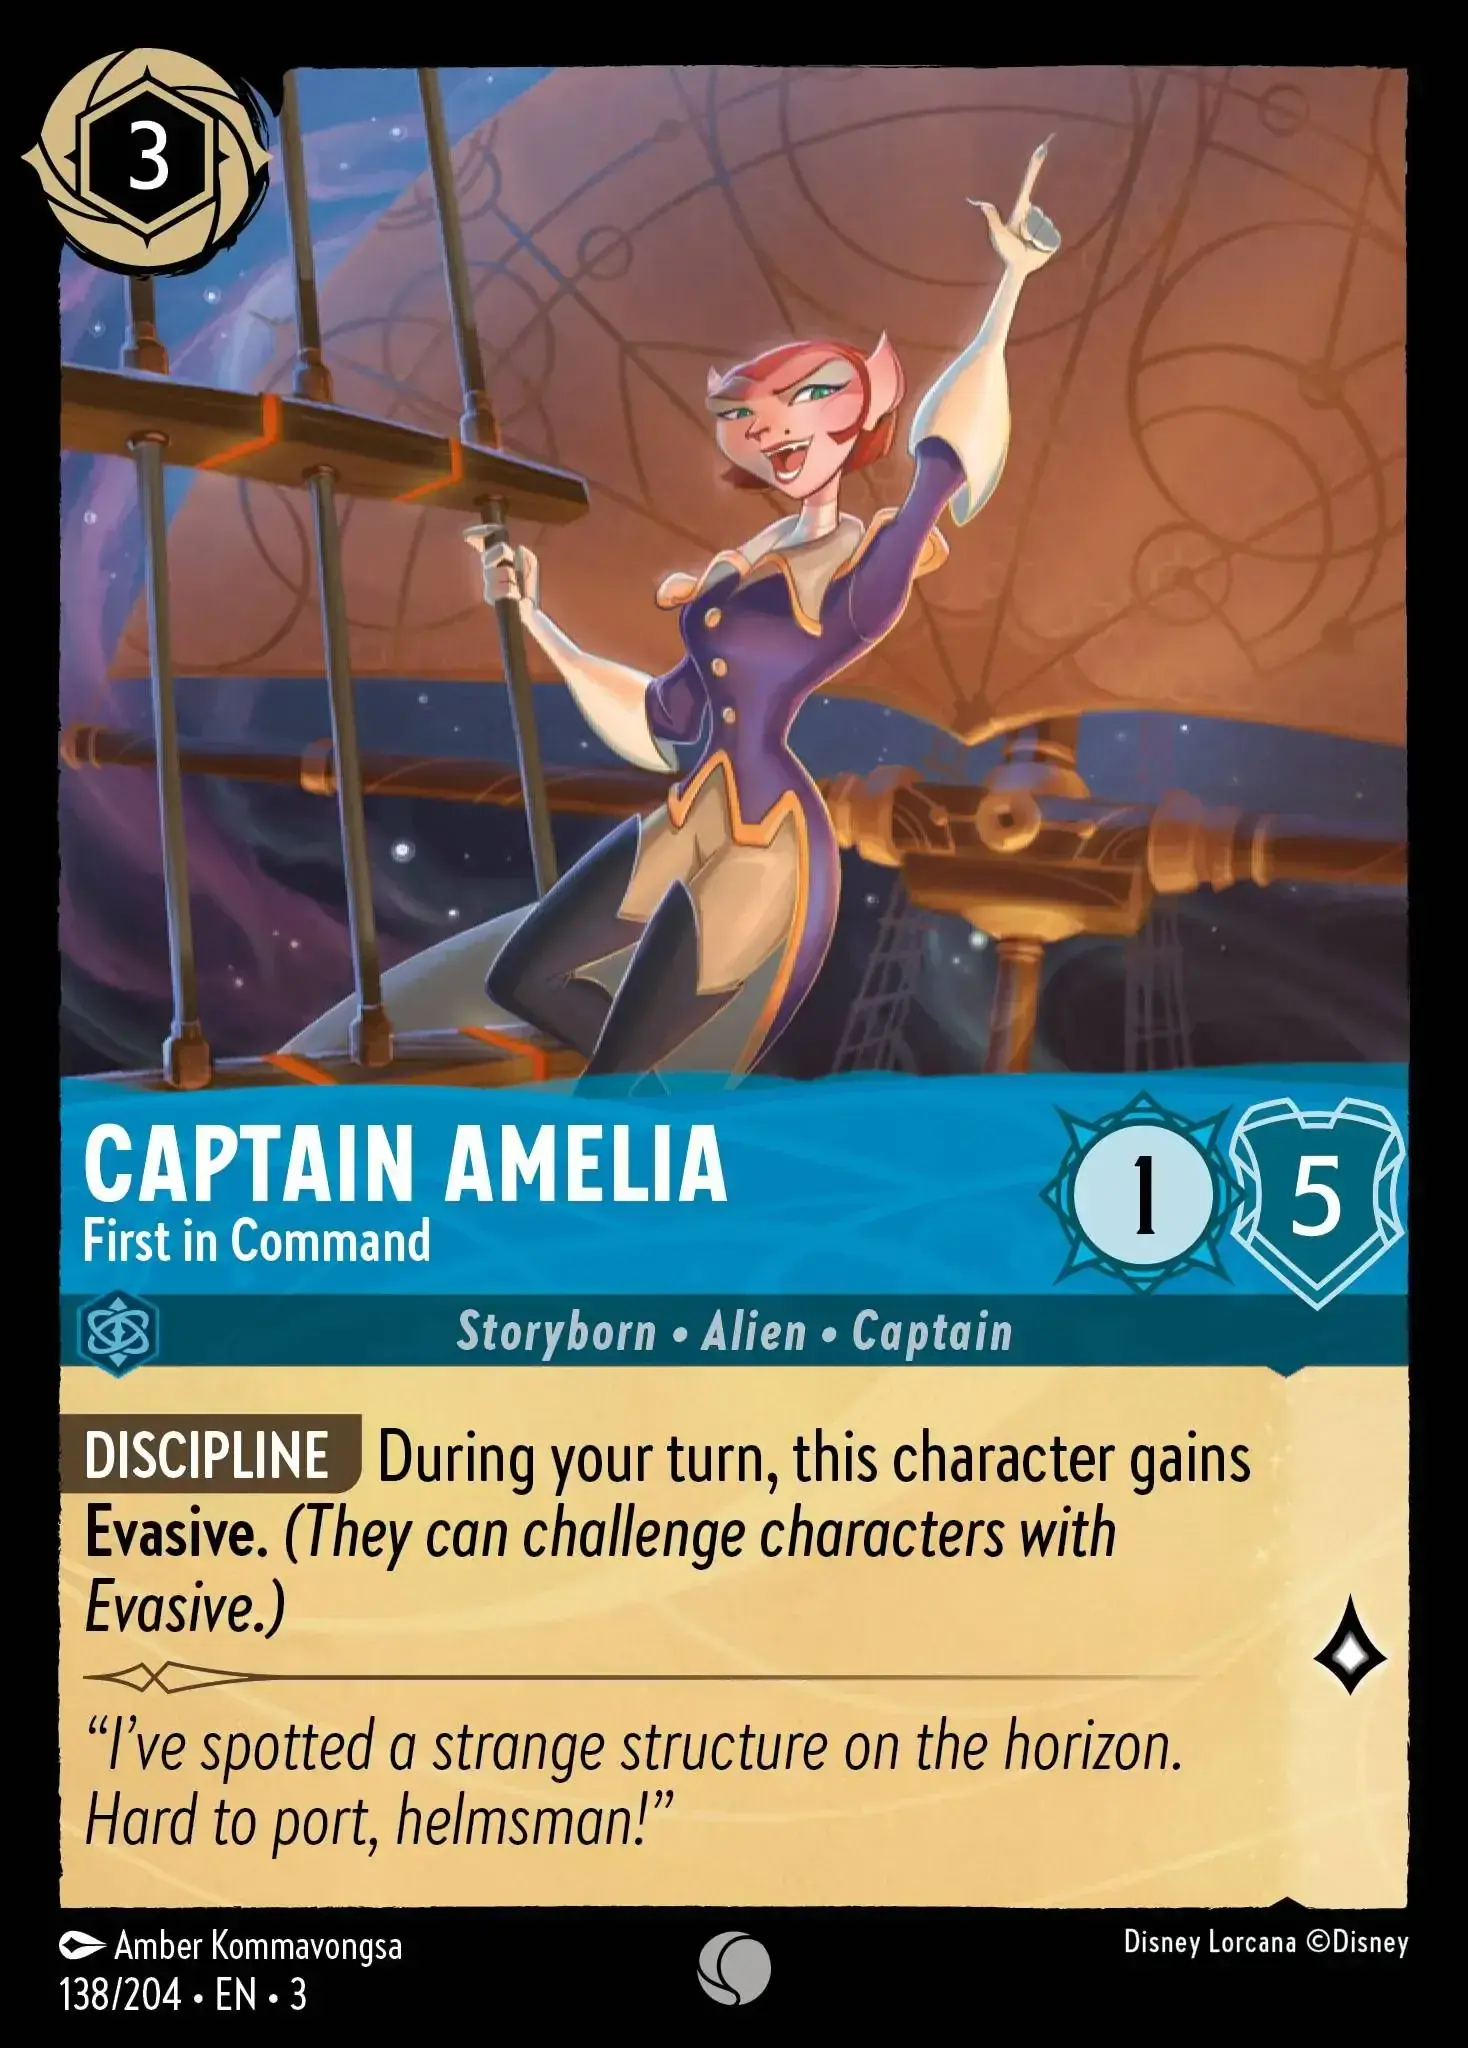 3
CAPTAIN AMELIA
First in Command
1
5
Storyborn • Alien • Captain
DISCIPLINE During your turn, this character gains
Evasive. (They can challenge characters with
Evasive.)
“I’ve spotted a strange structure on the horizon.
Hard to port, helmsman!”
Amber Kommavongsa
138/204 • EN • 3
Disney Lorcana ©Disney